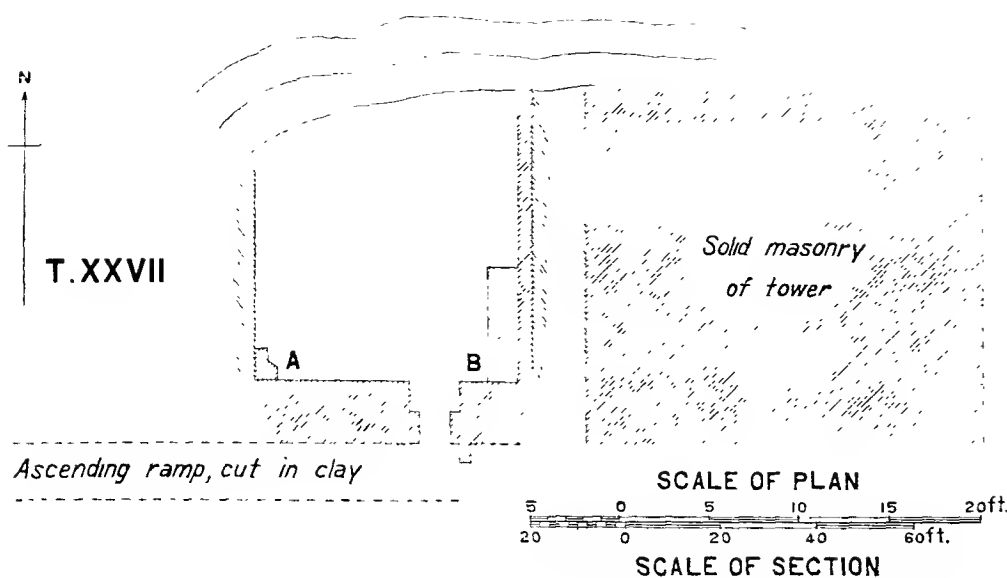 N
T. XXVII
Solid masonry
of tower
A
B
Ascending ramp, cut in clay
SCALE OF PLAN
5 0 5 10 15 20ft.
20 0 20 40 60ft.
SCALE OF SECTION